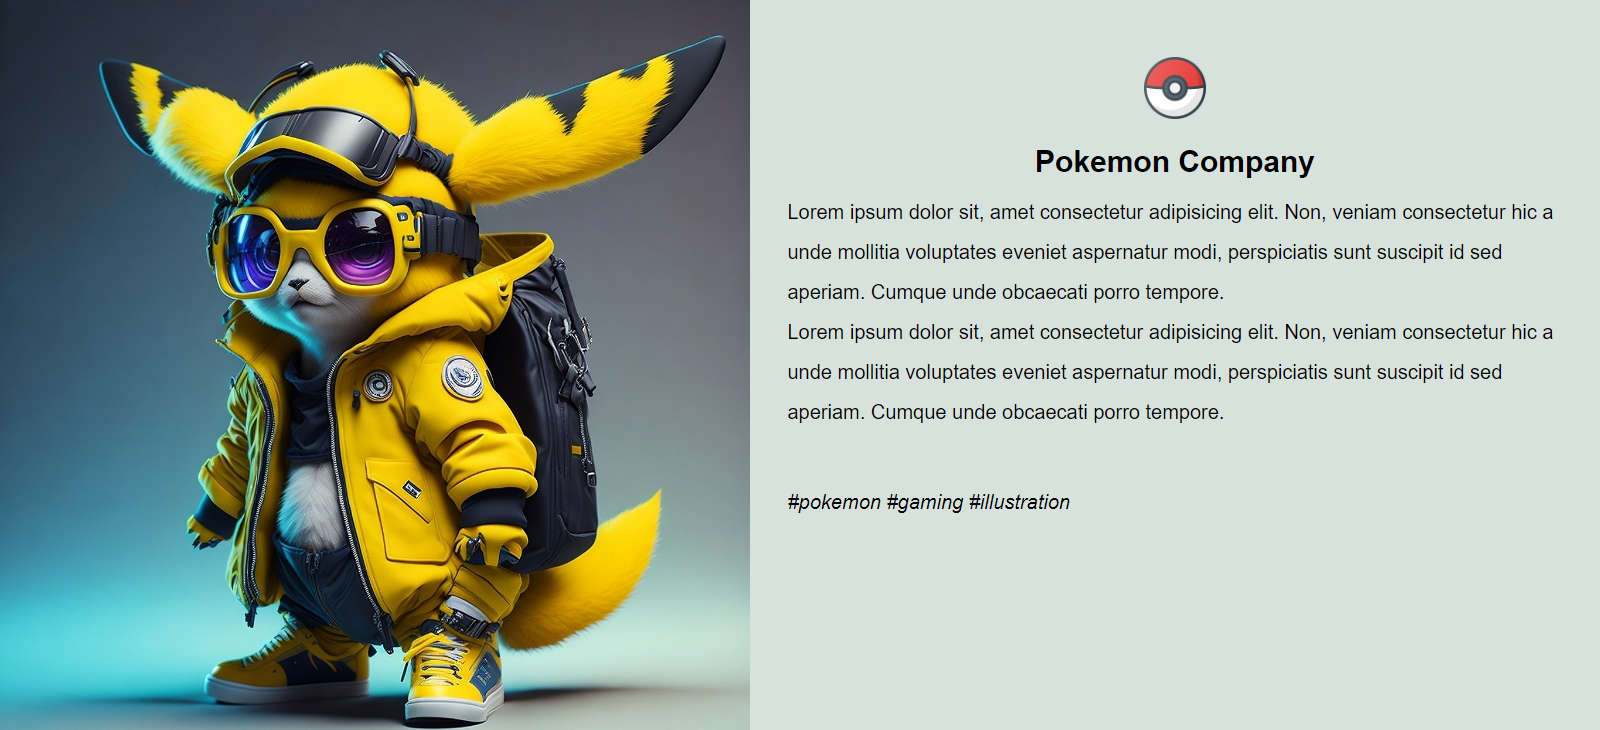 Pokemon Company
Lorem ipsum dolor sit, amet consectetur adipisicing elit. Non, veniam consectetur hic a
unde mollitia voluptates eveniet aspernatur modi, perspiciatis sunt suscipit id sed
aperiam. Cumque unde obcaecati porro tempore.
Lorem ipsum dolor sit, amet consectetur adipisicing elit. Non, veniam consectetur hic a
unde mollitia voluptates eveniet aspernatur modi, perspiciatis sunt suscipit id sed
aperiam. Cumque unde obcaecati porro tempore.
#pokemon #gaming #illustration